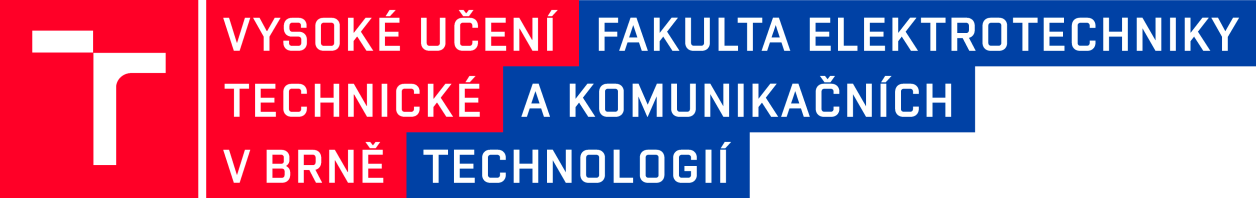 VYSOKÉ UČENÍ FAKULTA ELEKTROTECHNIKY
TECHNICKÉ A KOMUNIKAČNÍCH
V BRNĚ TECHNOLOGIÍ